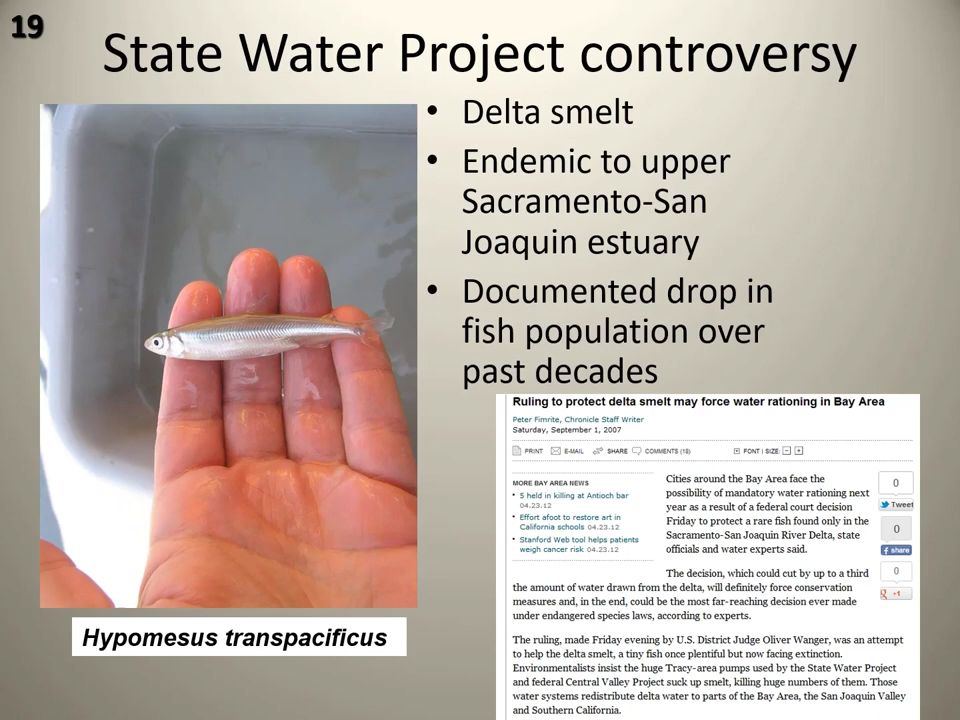 19
State Water Project controversy
• Delta smelt
• Endemic to upper
Sacramento-San
Joaquin estuary
• Documented drop in
fish population over
past decades
Hypomesus transpacificus
Ruling to protect delta smelt may force water rationing in Bay Area
Peter Fimrite, Chronicle Staff Writer
Saturday, September 1, 2007
PRINT E-MAIL SHARE COMMENTS (18) FONT | SIZE:
MORE BAY AREA NEWS
• 5 held in killing at Antioch bar
04.23.12
• Effort afoot to restore art in
California schools 04.23.12
• Stanford Web tool helps patients
weigh cancer risk 04.23.12
Cities around the Bay Area face the
possibility of mandatory water rationing next
year as a result of a federal court decision
Friday to protect a rare fish found only in the
Sacramento-San Joaquin River Delta, state
officials and water experts said.
0
Tweet
0
share
0
+1
The decision, which could cut by up to a third
the amount of water drawn from the delta, will definitely force conservation
measures and, in the end, could be the most far-reaching decision ever made
under endangered species laws, according to experts.
The ruling, made Friday evening by U.S. District Judge Oliver Wanger, was an attempt
to help the delta smelt, a tiny fish once plentiful but now facing extinction.
Environmentalists insist the huge Tracy-area pumps used by the State Water Project
and federal Central Valley Project suck up smelt, killing huge numbers of them. Those
water systems redistribute delta water to parts of the Bay Area, the San Joaquin Valley
and Southern California.